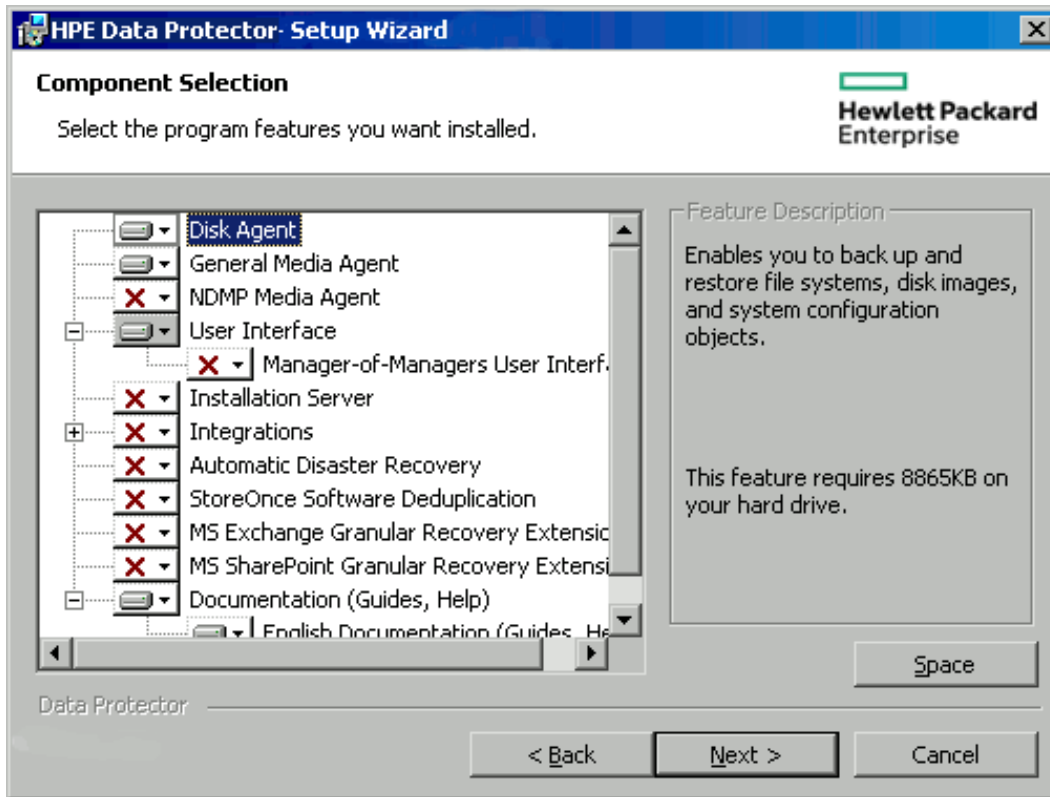 HPE Data Protector- Setup Wizard
Component Selection
Select the program features you want installed.
Hewlett Packard
Enterprise
Disk Agent
General Media Agent
NDMP Media Agent
User Interface
Manager-of-Managers User Interf
Installation Server
Integrations
Automatic Disaster Recovery
StoreOnce Software Deduplication
MS Exchange Granular Recovery Extensic
MS SharePoint Granular Recovery Extensi
Documentation (Guides, Help)
English Documentation (Guides, He
Feature Description
Enables you to back up and
restore file systems, disk images,
and system configuration
objects.
This feature requires 8865KB on
your hard drive.
Space
Data Protector
< Back
Next >
Cancel